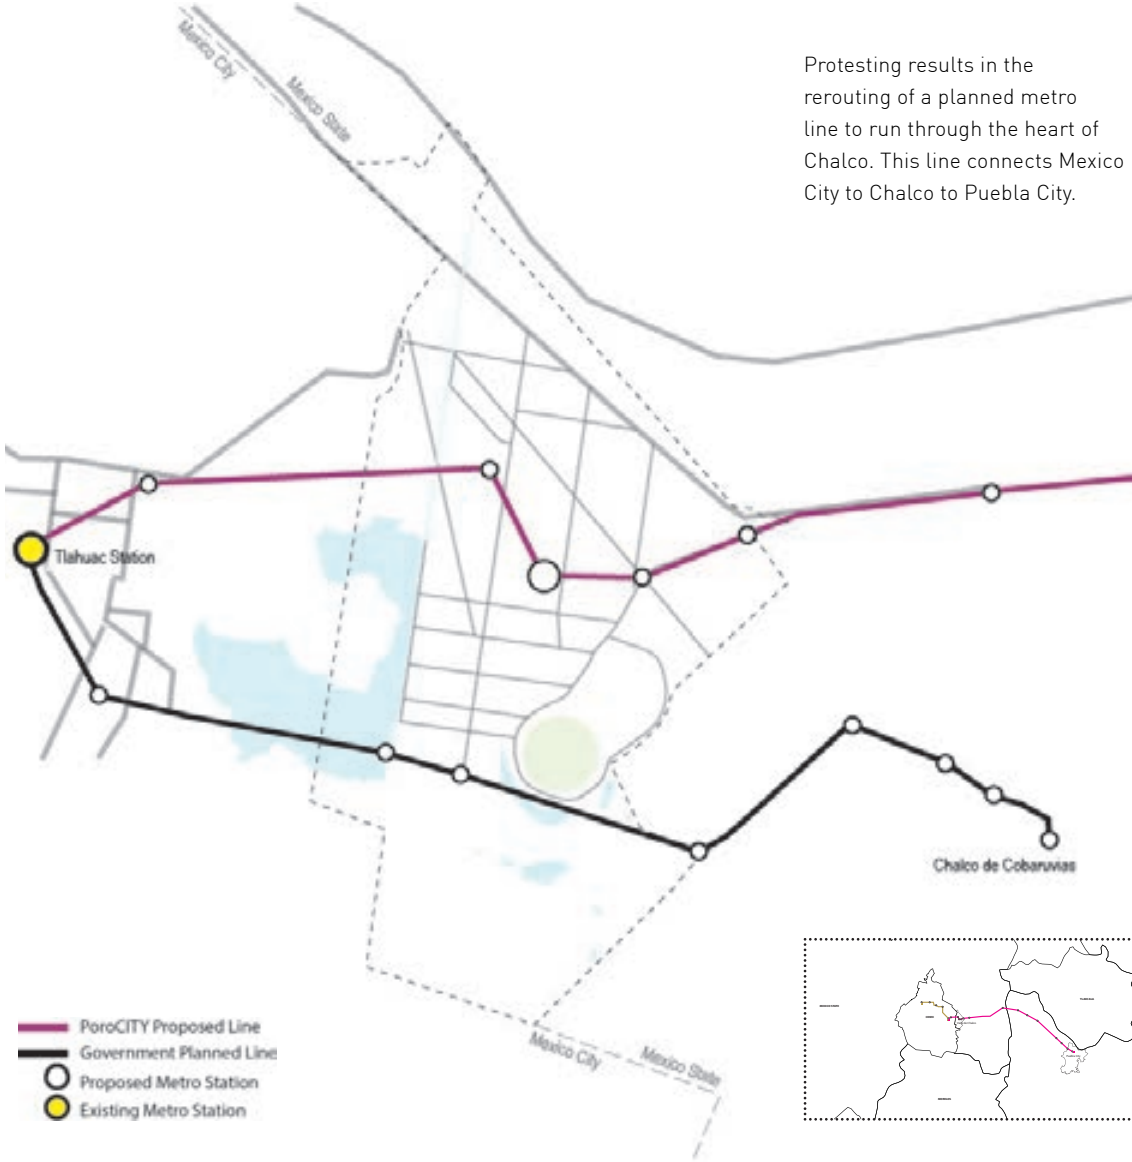 Mexico City
Mexico State
Protesting results in the
rerouting of a planned metro
line to run through the heart of
Chalco. This line connects Mexico
City to Chalco to Puebla City.
Tlahuac Station
Chalco de Cobaruvias
PoroCITY Proposed Line
Government Planned Line
Proposed Metro Station
Existing Metro Station
Mexico City
Mexico State